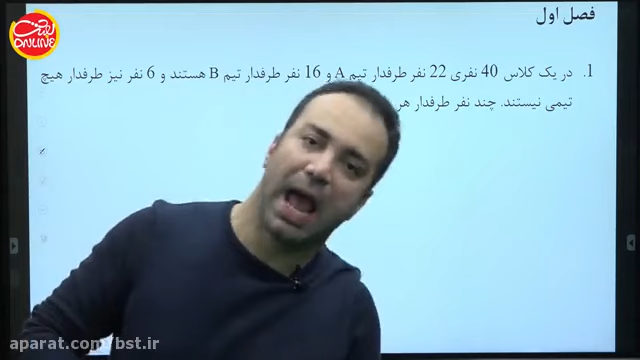 فصل اول
1. در یک کلاس 40 نفری 22 نفر طرفدار تیم A و 16 نفر طرفدار تیم B هستند و 6 نفر نیز طرفدار هیچ
تیمی نیستند. چند نفر طرفدار هر
ONLINE
aparat.com/bst.ir